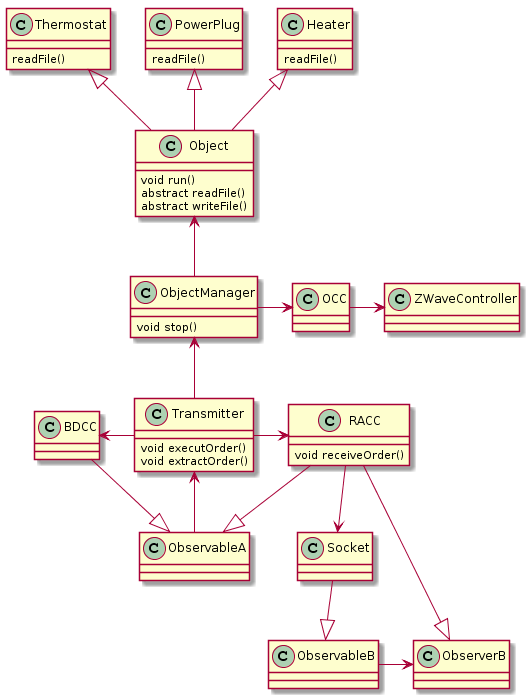 C Thermostat
readFile()
C PowerPlug
readFile()
C Heater
readFile()
C Object
void run()
abstract readFile()
abstract writeFile()
C ObjectManager
void stop()
C OCC
C ZWaveController
C BDCC
C Transmitter
void executOrder()
void extractOrder()
C RACC
void receiveOrder()
C ObservableA
C Socket
C ObservableB
C ObserverB